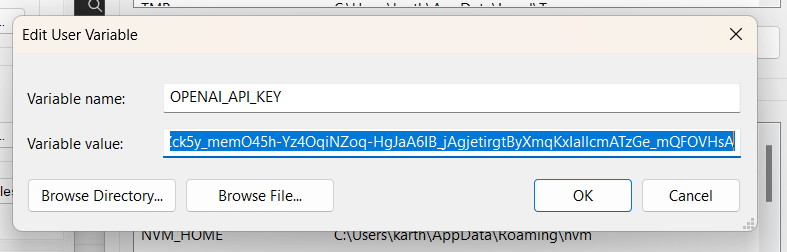 Edit User Variable
Variable name: OPENAI_API_KEY
Variable value:
Browse Directory... Browse File... OK Cancel
NVM_HOME C:\Users\karth\AppData\Roaming\nvm